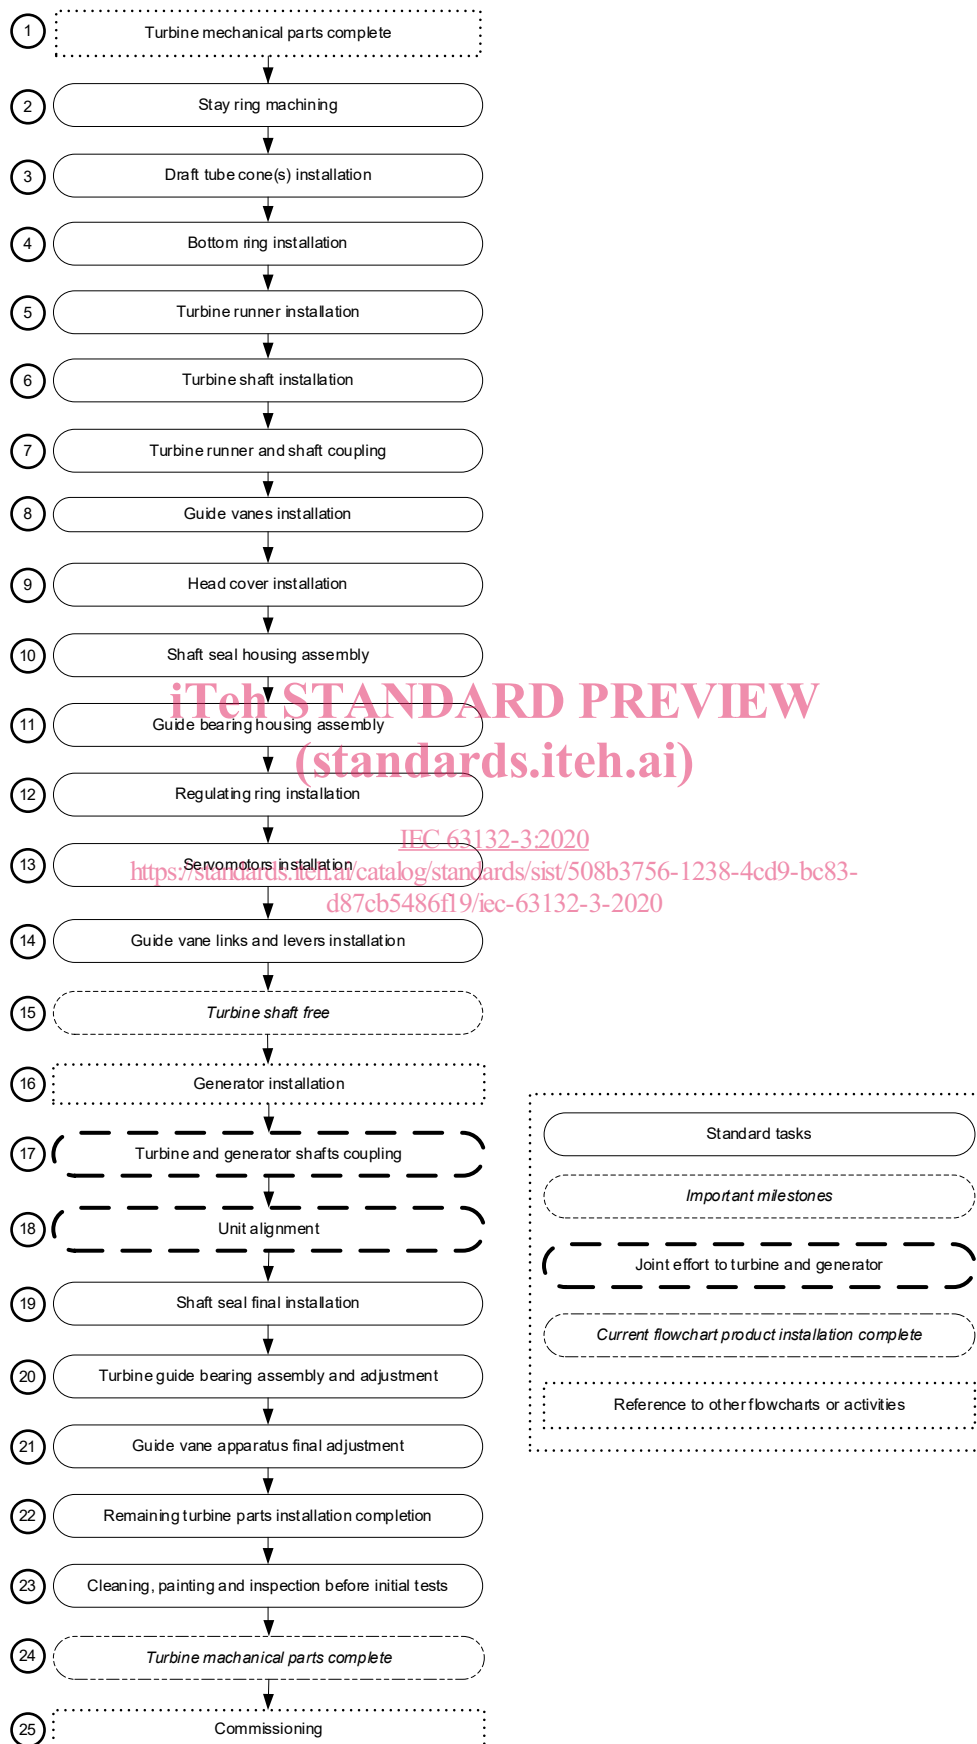 1
Turbine mechanical parts complete
2
Stay ring machining
3
Draft tube cone(s) installation
4
Bottom ring installation
5
Turbine runner installation
6
Turbine shaft installation
7
Turbine runner and shaft coupling
8
Guide vanes installation
9
Head cover installation
10
Shaft seal housing assembly
iTeh STANDARD PREVIEW
11
Guide bearing housing assembly
(standards.iteh.ai)
12
Regulating ring installation
IEC 63132-3:2020
13
Servomotors installation
https://standards.iteh.ai/catalog/standards/sist/508b3756-1238-4cd9-bc83-
d87cb5486f19/iec-63132-3-2020
14
Guide vane links and levers installation
15
Turbine shaft free
16
Generator installation
17
Turbine and generator shafts coupling
18
Unit alignment
19
Shaft seal final installation
20
Turbine guide bearing assembly and adjustment
21
Guide vane apparatus final adjustment
22
Remaining turbine parts installation completion
23
Cleaning, painting and inspection before initial tests
24
Turbine machanical parts complete
25
Commissioning
Standard tasks
Important milestones
Joint effort to turbine and generator
Current flowchart product installation complete
Reference to other flowcharts or activities